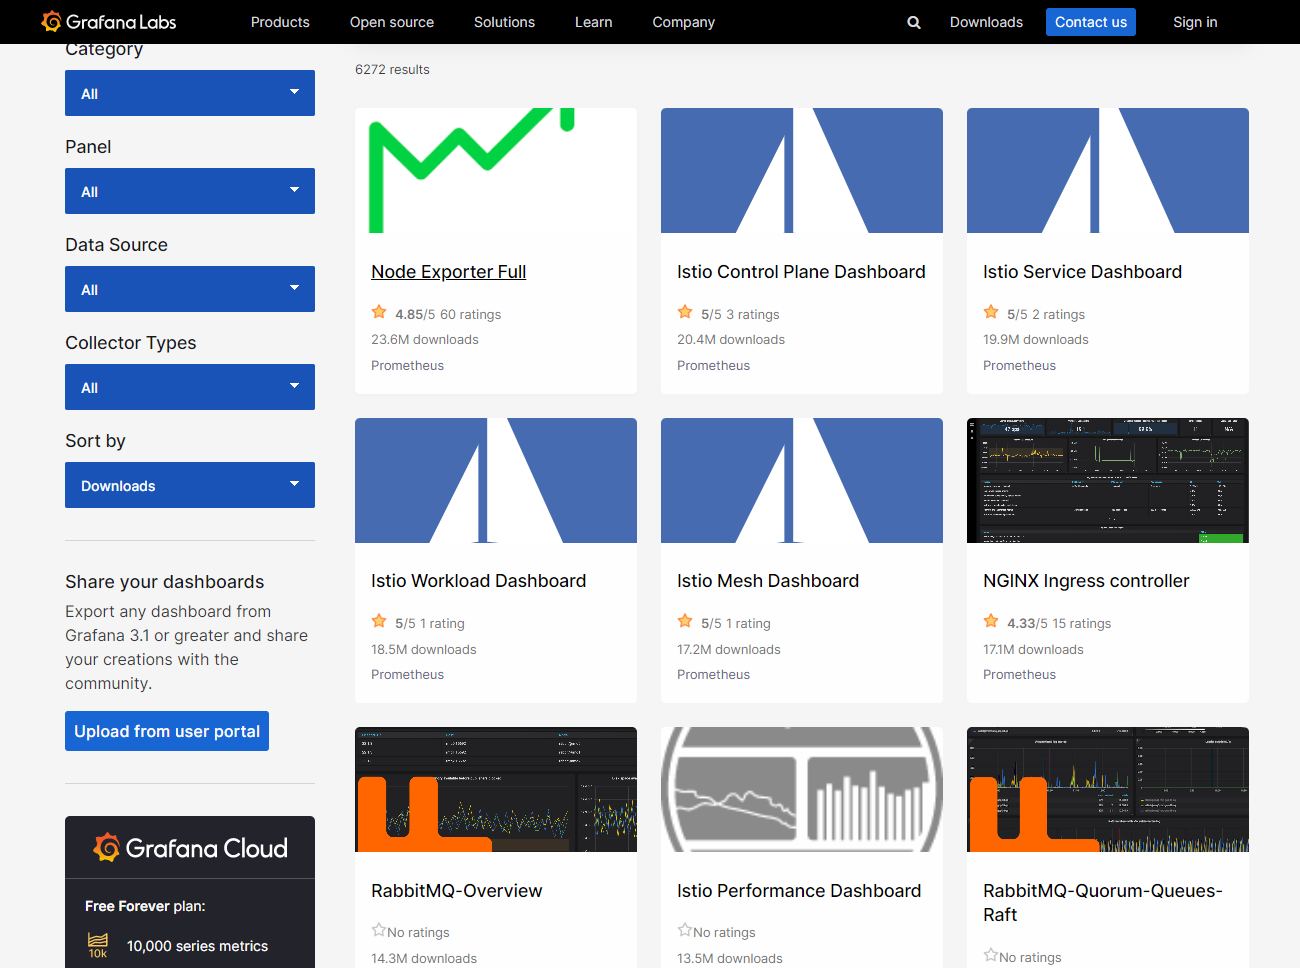 Grafana Labs
Products
Open source
Solutions
Learn
Company
Downloads
Contact us
Sign in
Category
All
Panel
All
Data Source
All
Collector Types
All
Sort by
Downloads
Share your dashboards
Export any dashboard from
Grafana 3.1 or greater and share
your creations with the
community.
Upload from user portal
Grafana Cloud
Free Forever plan:
10k
10,000 series metrics
6272 results
Node Exporter Full
4.85/5 60 ratings
23.6M downloads
Prometheus
Istio Control Plane Dashboard
5/5 3 ratings
20.4M downloads
Prometheus
Istio Service Dashboard
5/5 2 ratings
19.9M downloads
Prometheus
Istio Workload Dashboard
5/5 1 rating
18.5M downloads
Prometheus
Istio Mesh Dashboard
5/5 1 rating
17.2M downloads
Prometheus
NGINX Ingress controller
4.33/5 15 ratings
17.1M downloads
Prometheus
RabbitMQ-Overview
No ratings
14.3M downloads
Istio Performance Dashboard
No ratings
13.5M downloads
RabbitMQ-Quorum-Queues-
Raft
No ratings